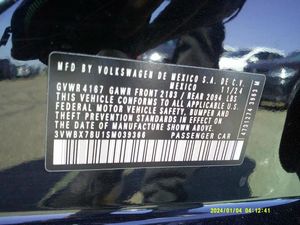 MFD BY VOLKSWAGEN DE MEXICO S.A. DE C.V.
MEXICO 11/24
GVWR 4167 GAWR FRONT 2183 / REAR 2094 LBS
THIS VEHICLE CONFORMS TO ALL APPLICABLE
FEDERAL MOTOR VEHICLE SAFETY, BUMPER AND
THEFT PREVENTION STANDARDS IN EFFECT ON
THE DATE OF MANUFACTURE SHOWN ABOVE
PASSENGER CAR
2024/01/04 04:12:41